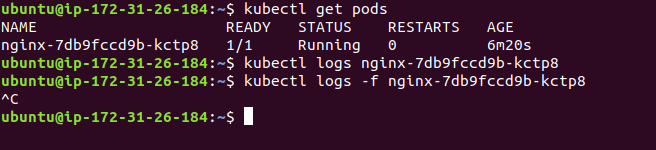 ubuntu@ip-172-31-26-184:~$ kubectl get pods
NAME READY STATUS RESTARTS AGE
nginx-7db9fccd9b-kctp8 1/1 Running 0 6m20s
ubuntu@ip-172-31-26-184:~$ kubectl logs nginx-7db9fccd9b-kctp8
ubuntu@ip-172-31-26-184:~$ kubectl logs -f nginx-7db9fccd9b-kctp8
^C
ubuntu@ip-172-31-26-184:~$